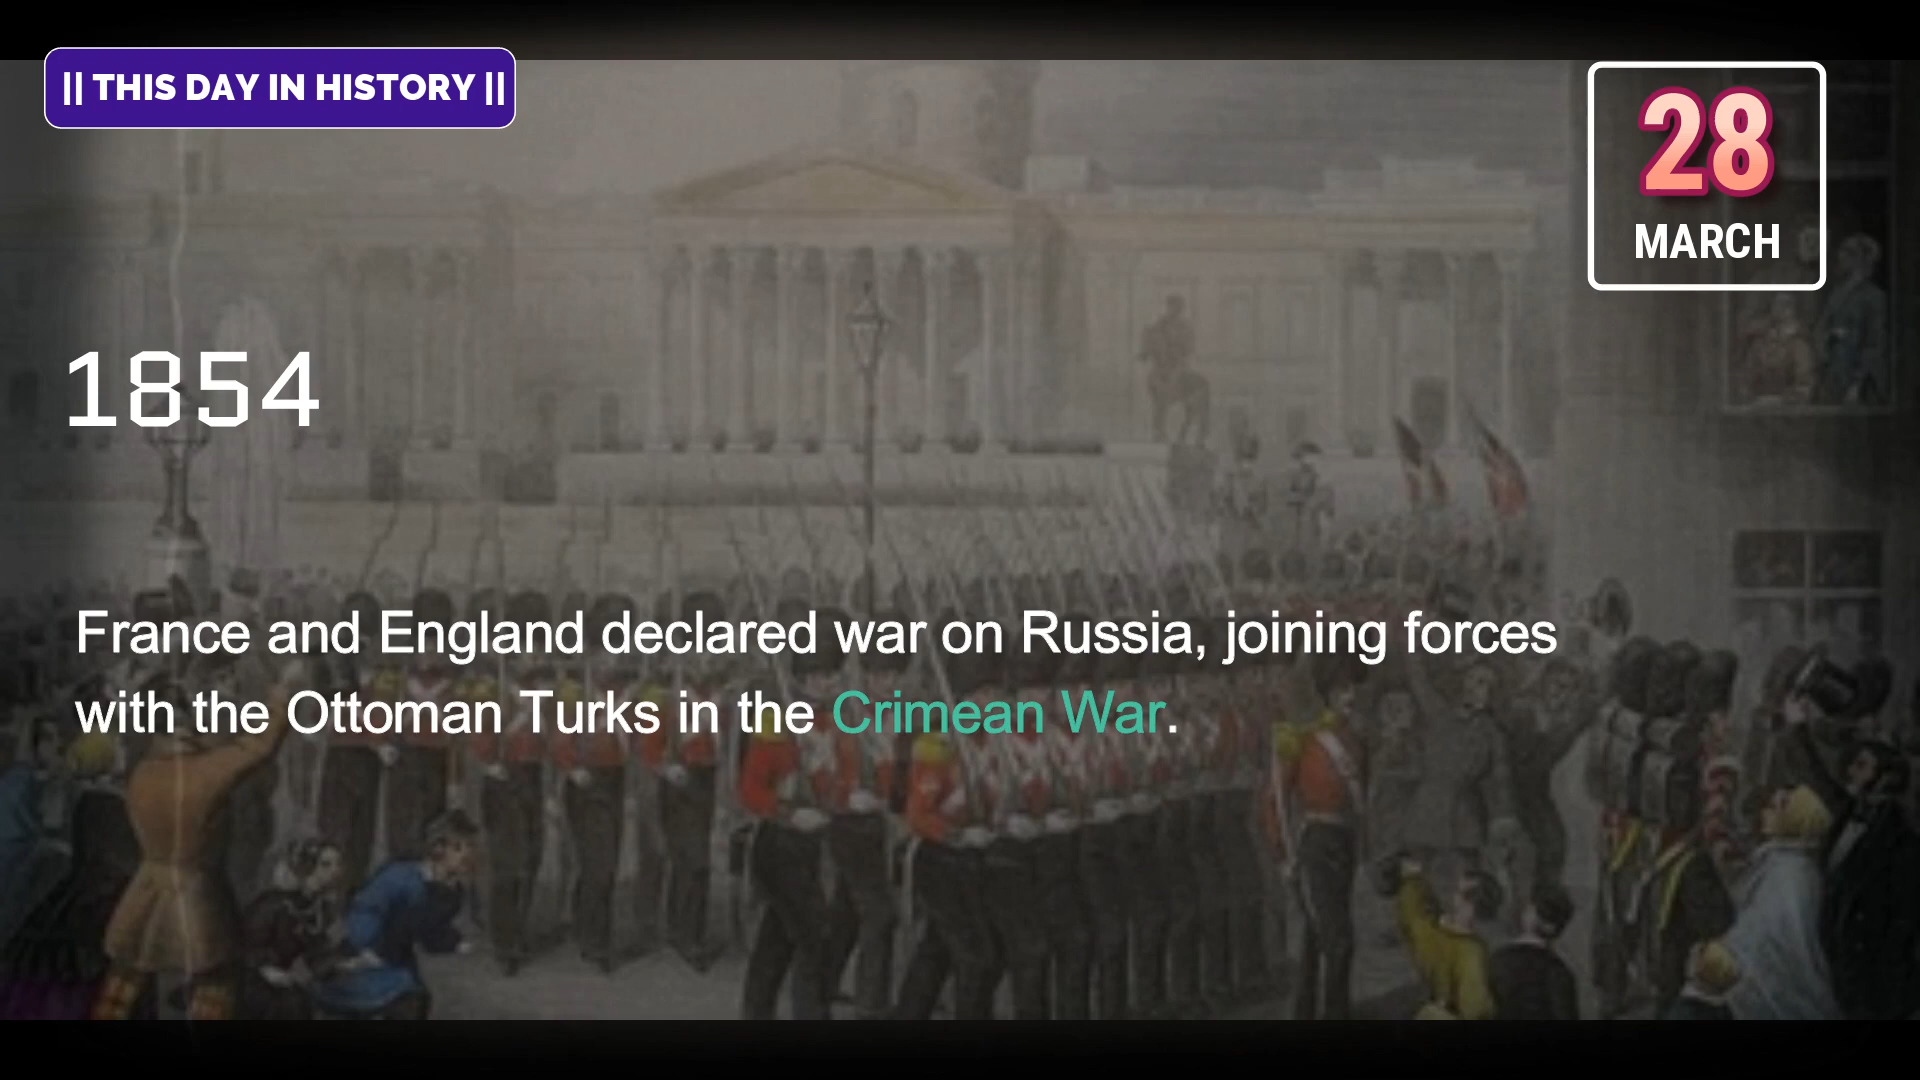 || THIS DAY IN HISTORY ||
28
MARCH
1854
France and England declared war on Russia, joining forces
with the Ottoman Turks in the Crimean War.